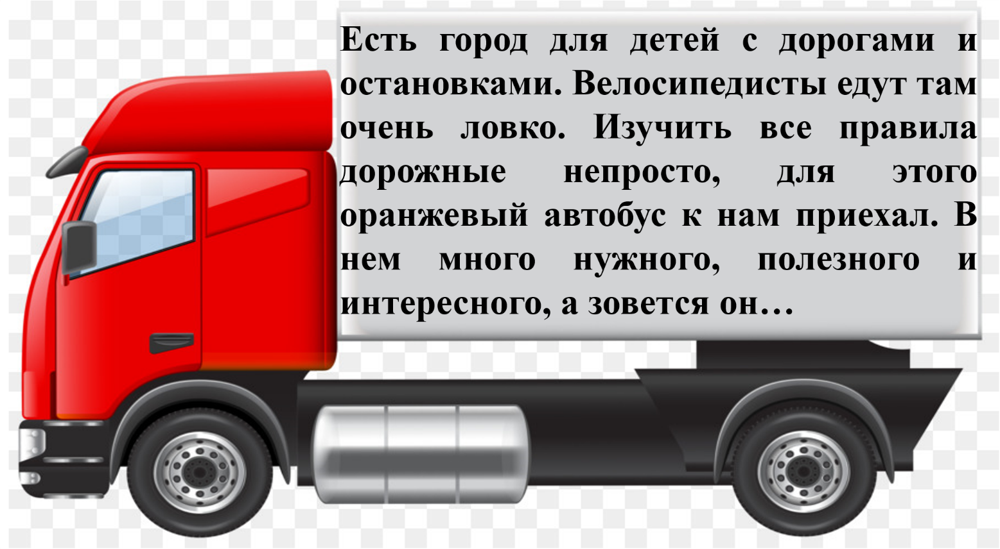 Есть город для детей с дорогами и
остановками. Велосипедисты едут там
очень ловко. Изучить все правила
дорожные непросто, для этого
оранжевый автобус к нам приехал. В
нем много нужного, полезного и
интересного, а зовется он…